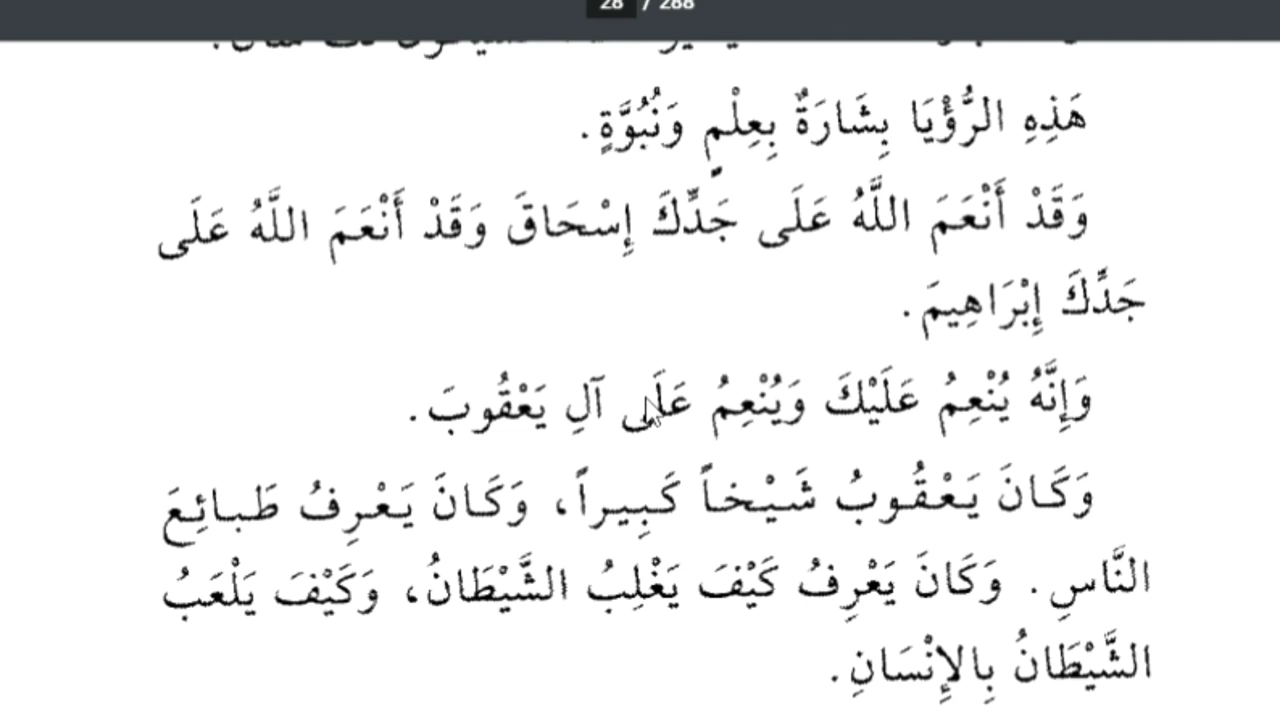 28 / 288
هَذِهِ الرُّؤْيَا بِشَارَةٌ بِعِلْمٍ وَنُبُوَّةٍ.
وَقَدْ أَنْعَمَ اللَّهُ عَلَى جَدِّكَ إِسْحَاقَ وَقَدْ أَنْعَمَ اللَّهُ عَلَى
جَدِّكَ إِبْرَاهِيمَ.
وَإِنَّهُ يُنْعِمُ عَلَيْكَ وَيُنْعِمُ عَلَى آلِ يَعْقُوبَ.
وَكَانَ يَعْقُوبُ شَيْخاً كَبِيراً، وَكَانَ يَعْرِفُ طَبائِعَ
النَّاسِ. وَكَانَ يَعْرِفُ كَيْفَ يَغْلِبُ الشَّيْطَانُ، وَكَيْفَ يَلْعَبُ
الشَّيْطَانُ بِالإِنْسَانِ.